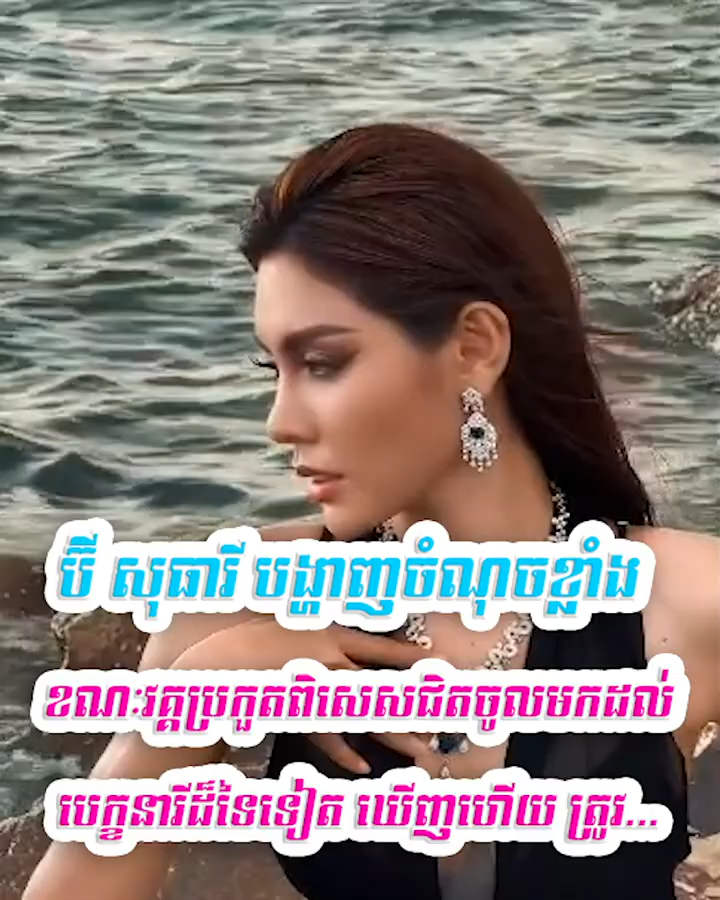 ប៊ី សុធារី បង្ហាញចំណុចខ្លាំង
ខណៈវគ្គប្រកួតពិសេសជិតចូលមកដល់
បេក្ខនារីដ៏ទៃទៀត ឃើញហើយ ត្រូវ...